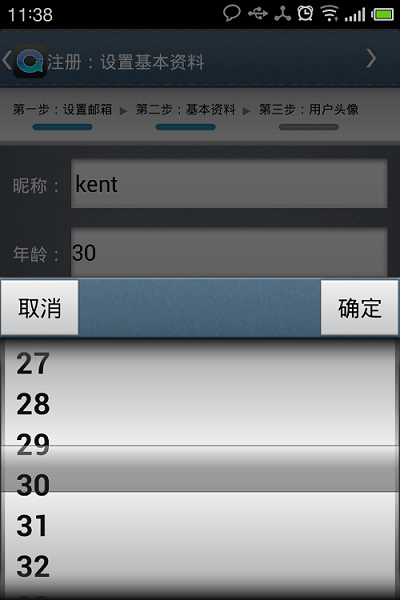 11:38
注册：设置基本资料
第一步：设置邮箱 ▶ 第二步：基本资料 ▶ 第三步：用户头像
昵称： kent
年龄： 30
取消 确定
27
28
29
30
31
32